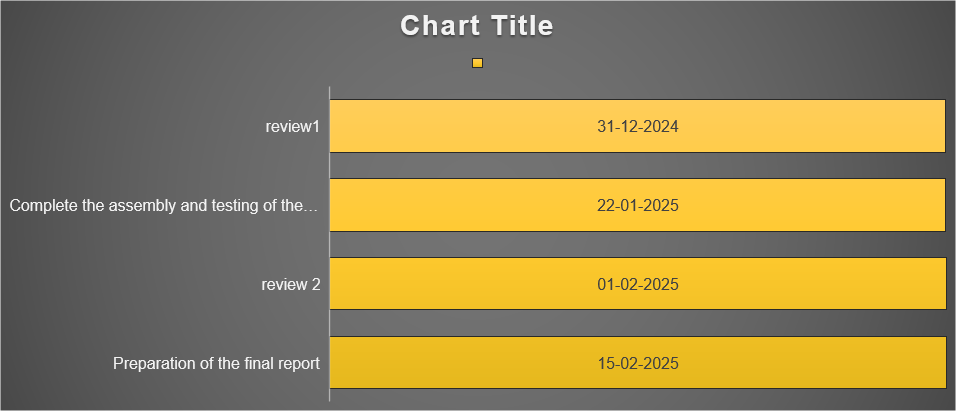 Chart Title
review1
31-12-2024
Complete the assembly and testing of the…
22-01-2025
review 2
01-02-2025
Preparation of the final report
15-02-2025